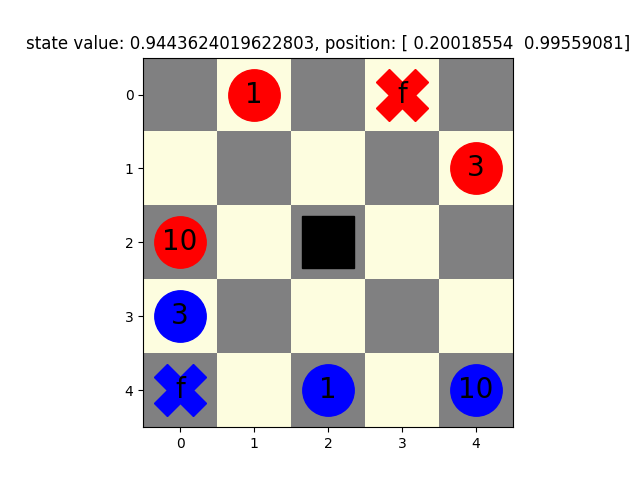 state value: 0.9443624019622803, position: [ 0.20018554  0.99559081]
0 1 f
1 3
2 10
3 3
4 f 1 10
0 1 2 3 4